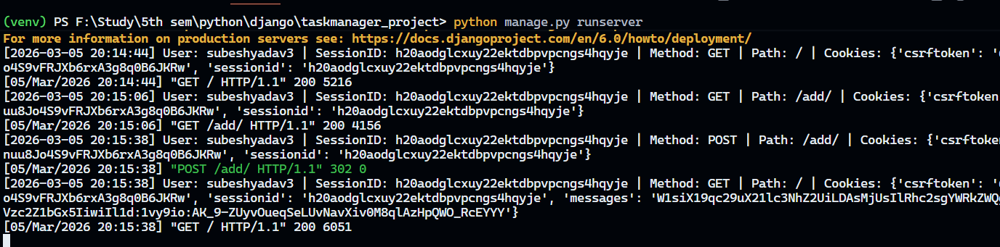 (venv) PS F:\Study\5th sem\python\django\taskmanager_project> python manage.py runserver
For more information on production servers see: https://docs.djangoproject.com/en/6.0/howto/deployment/
[2026-03-05 20:14:44] User: subeshyadav3 | SessionID: h20aodglcxuy22ektdbpvpcngs4hqyje | Method: GET | Path: / | Cookies: {'csrftoken': '
o4S9vFRJXb6rxA3g8q0B6JKRw', 'sessionid': 'h20aodglcxuy22ektdbpvpcngs4hqyje'}
[05/Mar/2026 20:14:44] "GET / HTTP/1.1" 200 5216
[2026-03-05 20:15:06] User: subeshyadav3 | SessionID: h20aodglcxuy22ektdbpvpcngs4hqyje | Method: GET | Path: /add/ | Cookies: {'csrftoken
uu8Jo4S9vFRJXb6rxA3g8q0B6JKRw', 'sessionid': 'h20aodglcxuy22ektdbpvpcngs4hqyje'}
[05/Mar/2026 20:15:06] "GET /add/ HTTP/1.1" 200 4156
[2026-03-05 20:15:38] User: subeshyadav3 | SessionID: h20aodglcxuy22ektdbpvpcngs4hqyje | Method: POST | Path: /add/ | Cookies: {'csrftoke
nuu8Jo4S9vFRJXb6rxA3g8q0B6JKRw', 'sessionid': 'h20aodglcxuy22ektdbpvpcngs4hqyje'}
[05/Mar/2026 20:15:38] "POST /add/ HTTP/1.1" 302 0
[2026-03-05 20:15:38] User: subeshyadav3 | SessionID: h20aodglcxuy22ektdbpvpcngs4hqyje | Method: GET | Path: / | Cookies: {'csrftoken': '
o4S9vFRJXb6rxA3g8q0B6JKRw', 'sessionid': 'h20aodglcxuy22ektdbpvpcngs4hqyje', 'messages': 'W1siX19qc29uX21lc3NhZ2UiLDAsMjUsIlRhc2sgYWRkZWQ
Vzc2Z1bGx5IiwiIl1d:1vy9io:AK_9-ZUyvOueqSeLUvNavXiv0M8qlAzHpQWO_RcEYYY'}
[05/Mar/2026 20:15:38] "GET / HTTP/1.1" 200 6051